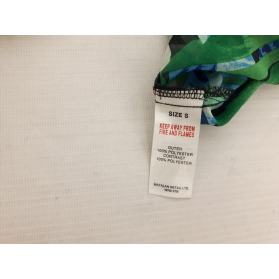 SIZE S
KEEP AWAY FROM
FIRE AND FLAMES
OUTER
100% POLYESTER
CONTRAST
100% POLYESTER